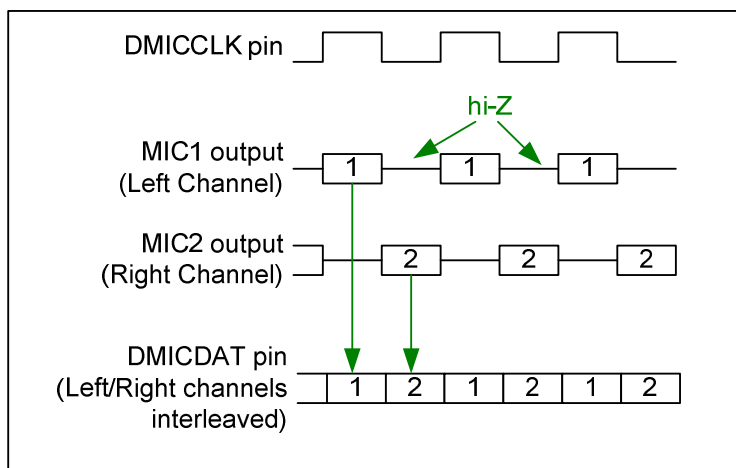 DMICCLK pin
hi-Z
MIC1 output
(Left Channel)
1 1 1
MIC2 output
(Right Channel)
2 2 2
DMICDAT pin
(Left/Right channels
interleaved)
1 2 1 2 1 2